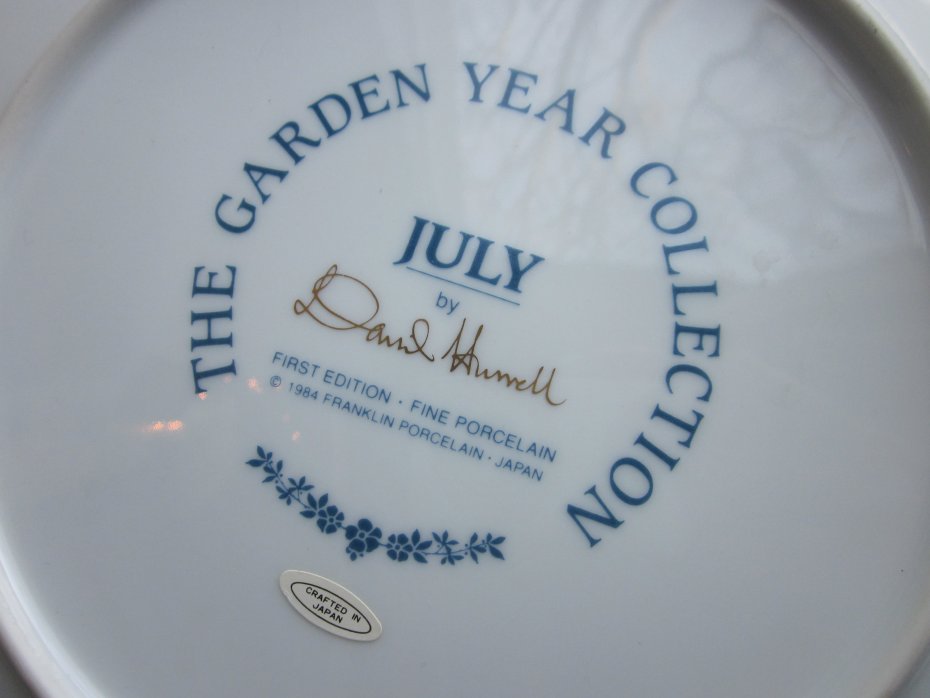 THE GARDEN YEAR COLLECTION
JULY
by
David Hurrell
FIRST EDITION · FINE PORCELAIN
© 1984 FRANKLIN PORCELAIN · JAPAN
CRAFTED IN
JAPAN